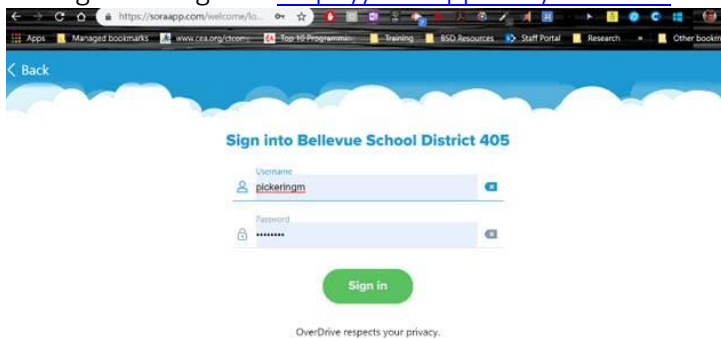 https://soraapp.com/welcome/lo...
Apps Managed bookmarks www.cea.org/ctcom Top 10 Programmin Training BSD Resources Staff Portal Research » Other bookm
< Back
Sign into Bellevue School District 405
Username
pickeringm
Password
••••••••
Sign in
OverDrive respects your privacy.